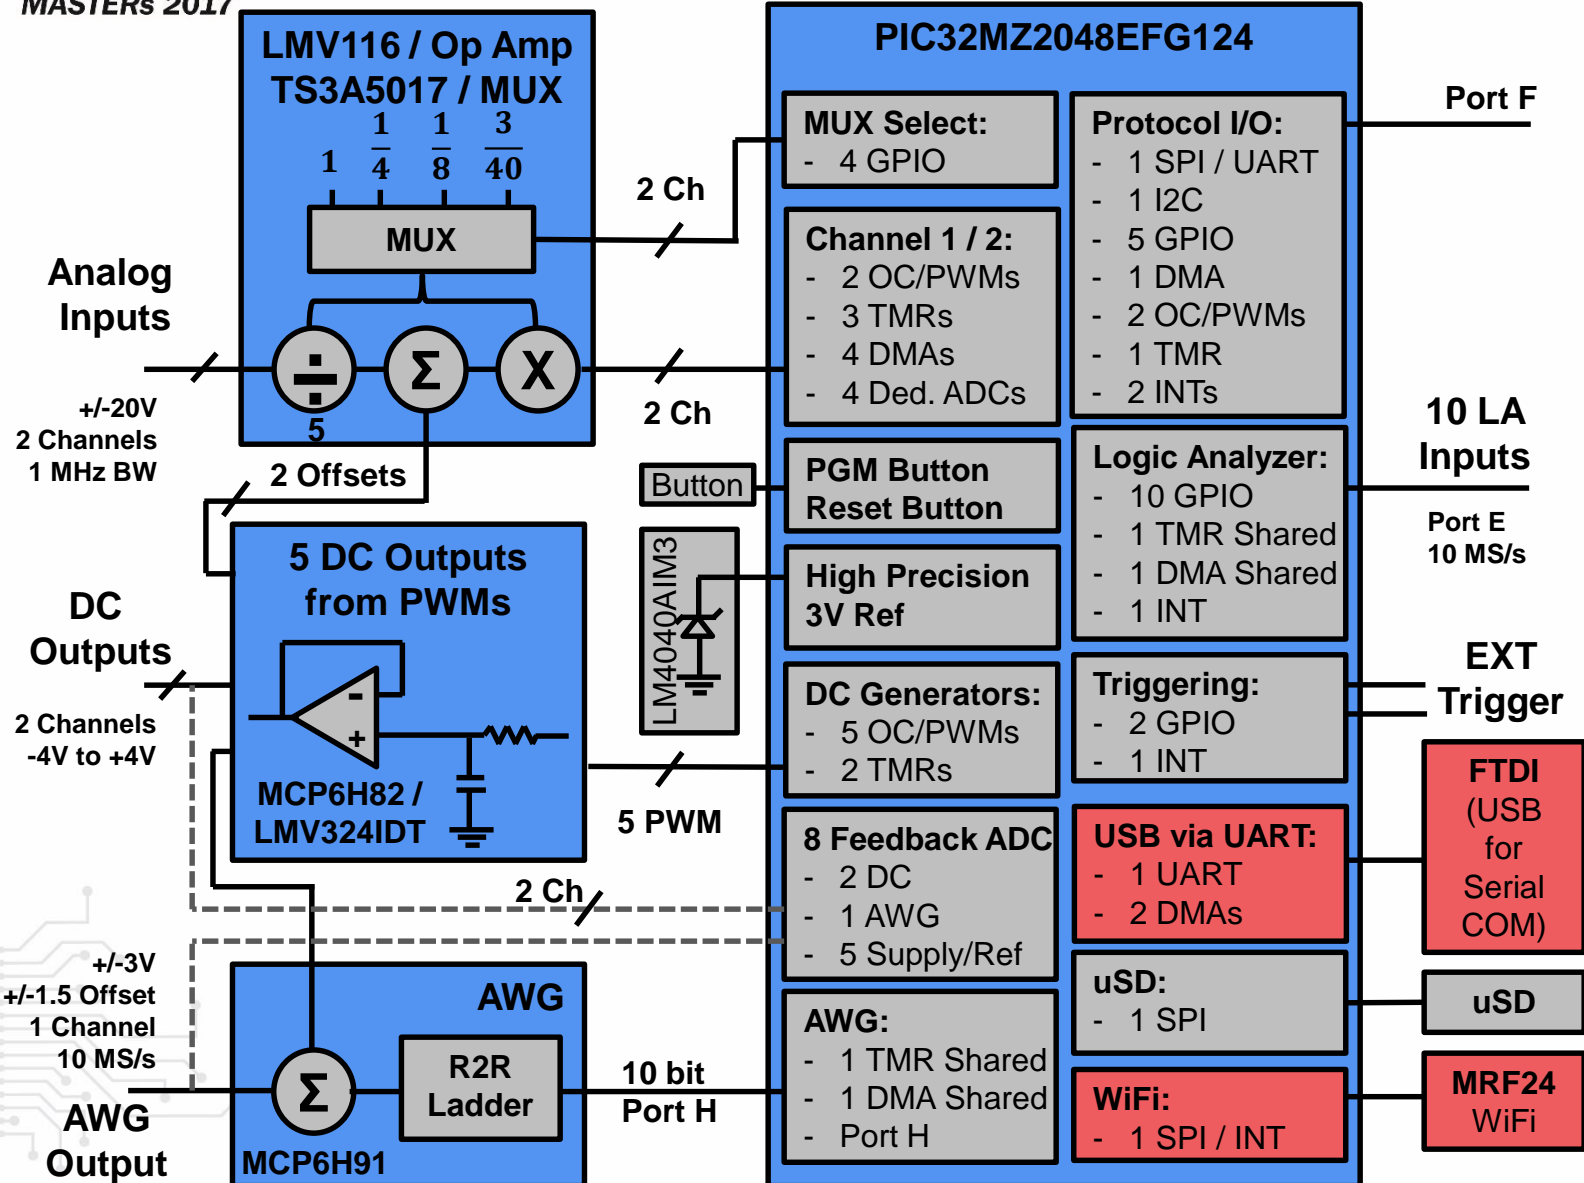 MASTERs 2017
LMV116 / Op Amp
TS3A5017 / MUX
1 1/4 1/8 3/40
MUX
Analog
Inputs
+/-20V
2 Channels
1 MHz BW
÷ Σ X
5
2 Ch
2 Ch
2 Offsets
5 DC Outputs
from PWMs
DC
Outputs
2 Channels
-4V to +4V
-
+
MCP6H82 /
LMV324IDT
5 PWM
2 Ch
+/-3V
+/-1.5 Offset
1 Channel
10 MS/s
AWG
Output
AWG
Σ
R2R
Ladder
MCP6H91
10 bit
Port H
Button
LM4040AIM3
PIC32MZ2048EFG124
MUX Select:
- 4 GPIO
Channel 1 / 2:
- 2 OC/PWMs
- 3 TMRs
- 4 DMAs
- 4 Ded. ADCs
PGM Button
Reset Button
High Precision
3V Ref
DC Generators:
- 5 OC/PWMs
- 2 TMRs
8 Feedback ADC
- 2 DC
- 1 AWG
- 5 Supply/Ref
AWG:
- 1 TMR Shared
- 1 DMA Shared
- Port H
Protocol I/O:
- 1 SPI / UART
- 1 I2C
- 5 GPIO
- 1 DMA
- 2 OC/PWMs
- 1 TMR
- 2 INTs
Logic Analyzer:
- 10 GPIO
- 1 TMR Shared
- 1 DMA Shared
- 1 INT
Triggering:
- 2 GPIO
- 1 INT
USB via UART:
- 1 UART
- 2 DMAs
uSD:
- 1 SPI
WiFi:
- 1 SPI / INT
Port F
10 LA
Inputs
Port E
10 MS/s
EXT
Trigger
FTDI
(USB
for
Serial
COM)
uSD
MRF24
WiFi